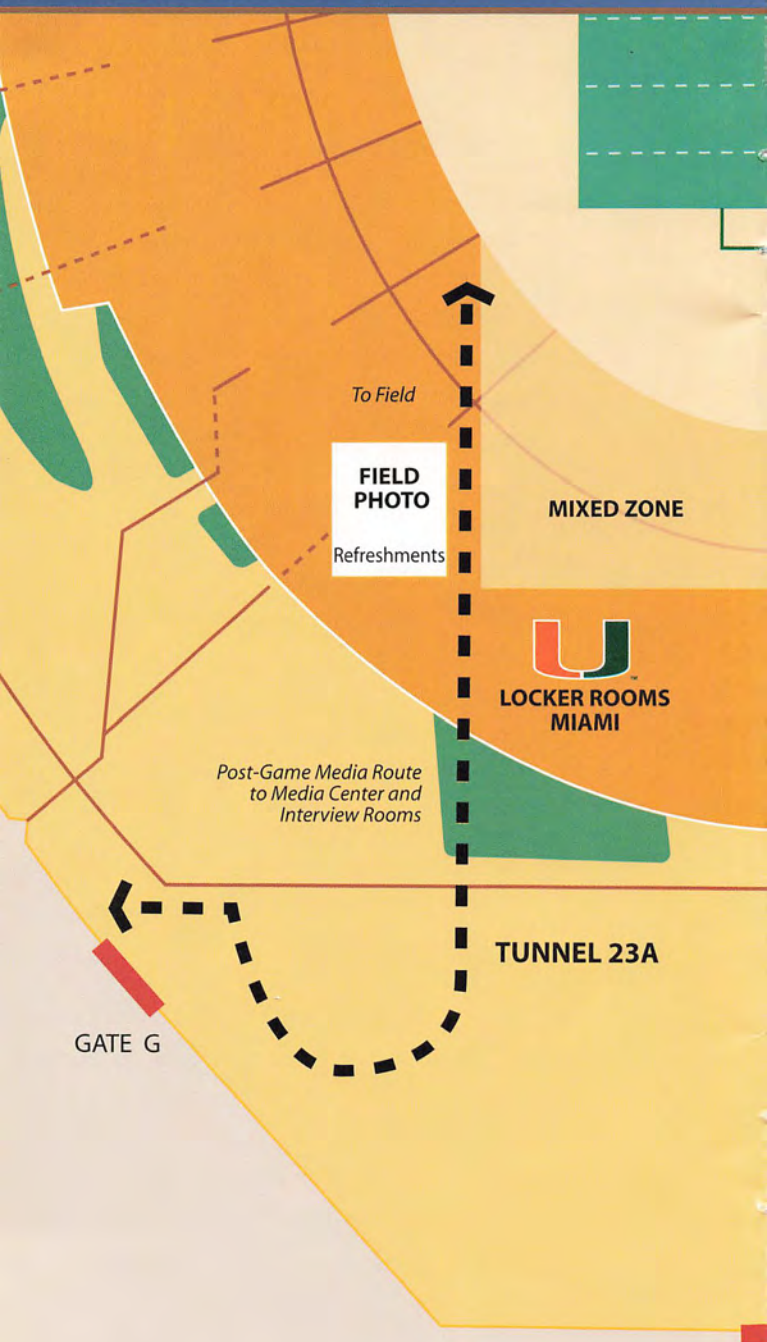 To Field
FIELD
PHOTO
Refreshments
MIXED ZONE
U
™
LOCKER ROOMS
MIAMI
Post-Game Media Route
to Media Center and
Interview Rooms
TUNNEL 23A
GATE G